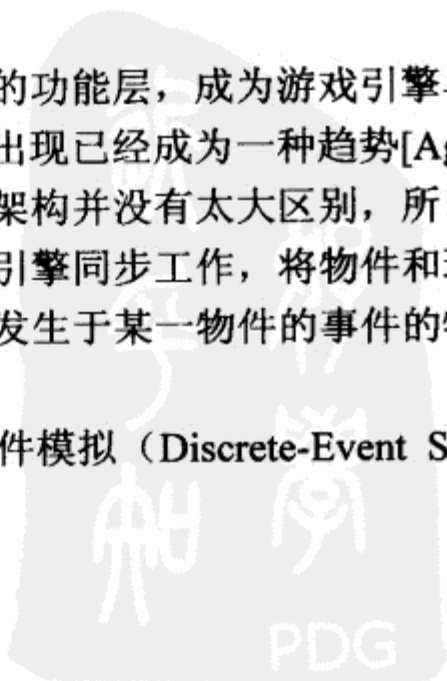 的功能层，成为游戏引擎
出现已经成为一种趋势[Ag
架构并没有太大区别，所
引擎同步工作，将物件和
发生于某一物件的事件的
件模拟（Discrete-Event S
PDG